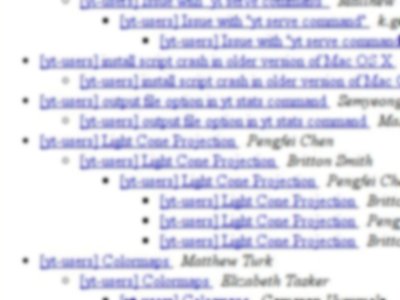 [yt-users] Issue with "yt serve command" Matthew
[yt-users] Issue with "yt serve command"
[yt-users] Issue with "yt serve command
[yt-users] install script crash in older version of Mac OS X
[yt-users] install script crash in older version of Mac
[yt-users] output file option in yt stats command Semyeong
[yt-users] output file option in yt stats command
[yt-users] Light Cone Projection Pengfei Chen
[yt-users] Light Cone Projection Britton Smith
[yt-users] Light Cone Projection Pengfei Ch
[yt-users] Light Cone Projection Britto
[yt-users] Light Cone Projection Peng
[yt-users] Light Cone Projection Britto
[yt-users] Colormaps Matthew Turk
[yt-users] Colormaps Elizabeth Tasker
[yt-users] Colormaps